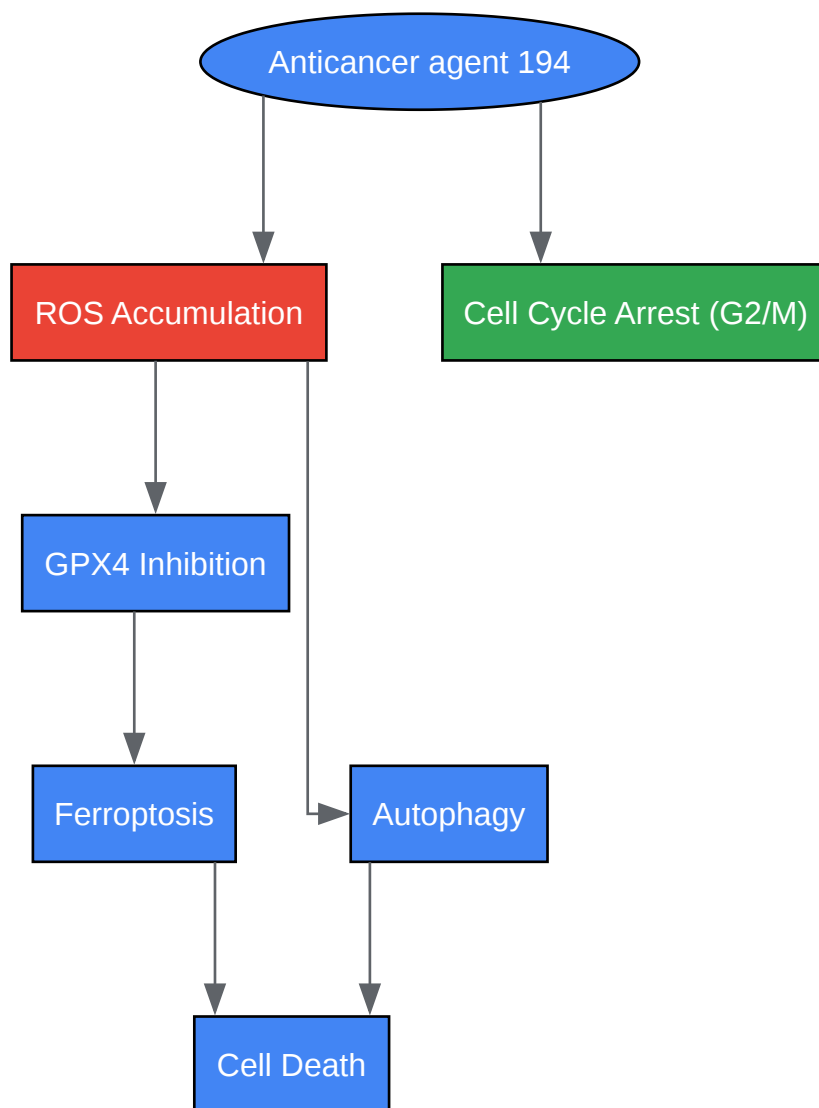 Anticancer agent 194
ROS Accumulation
Cell Cycle Arrest (G2/M)
GPX4 Inhibition
Ferroptosis
Autophagy
Cell Death